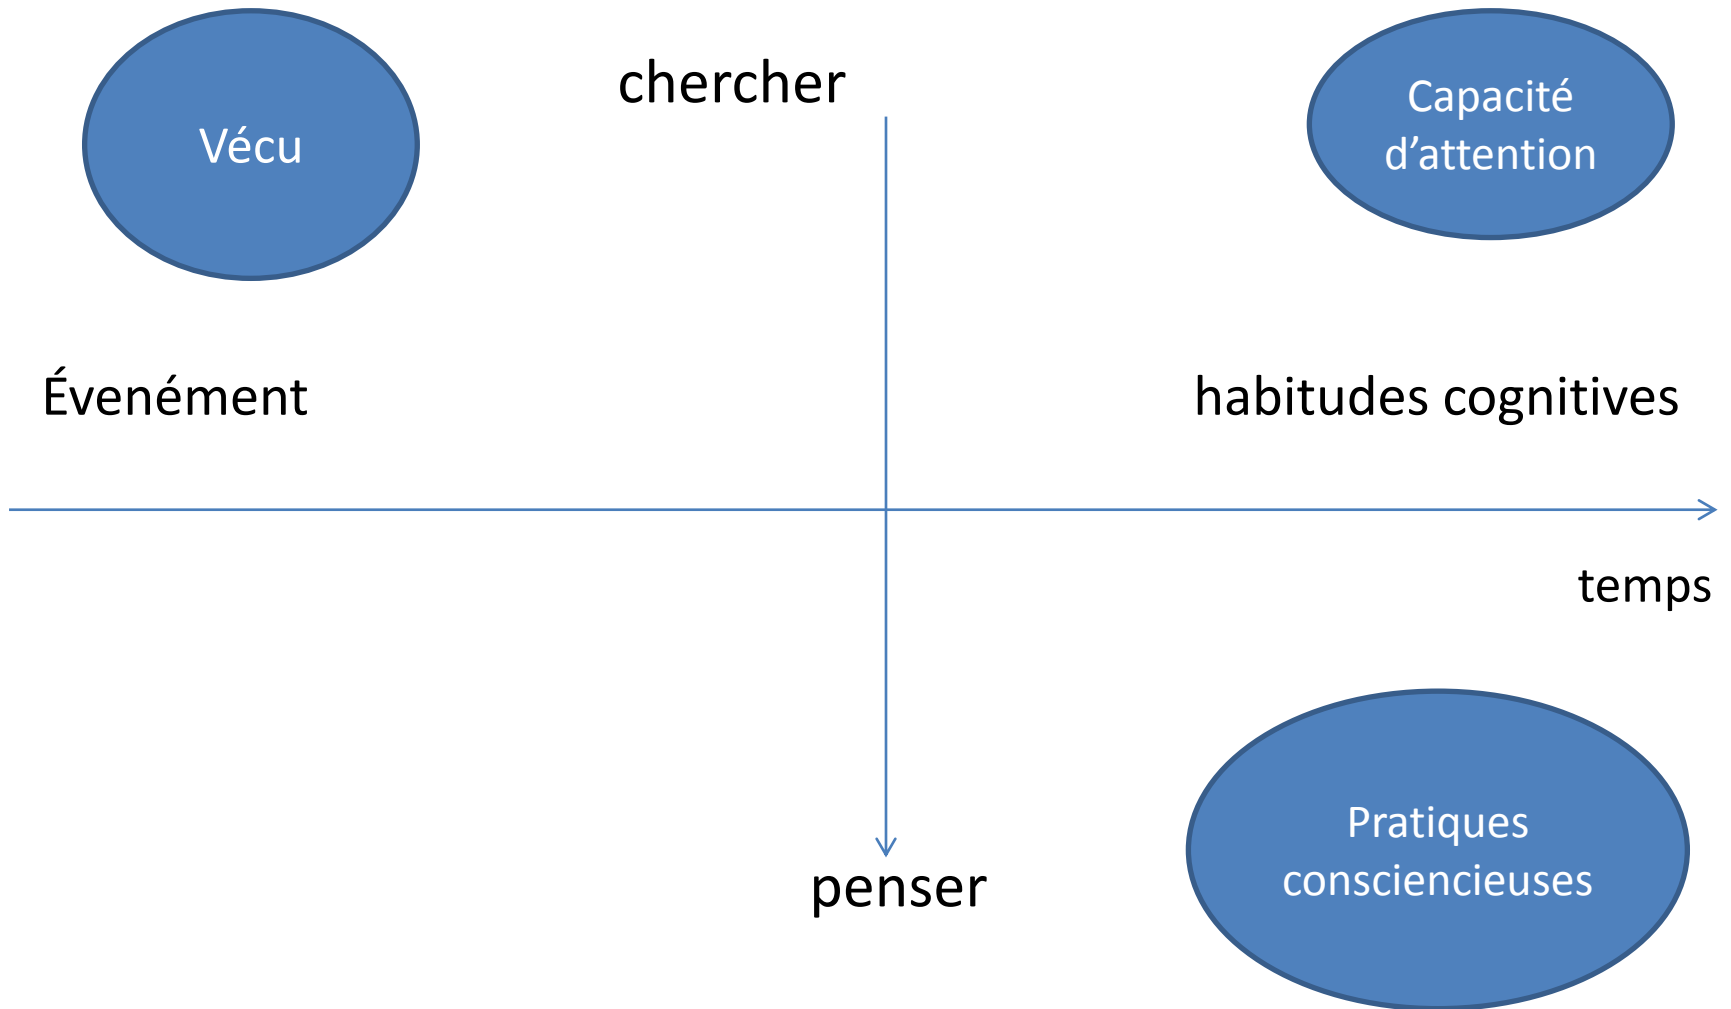 chercher
Vécu
Capacité
d’attention
Évenément
habitudes cognitives
temps
penser
Pratiques
consciencieuses